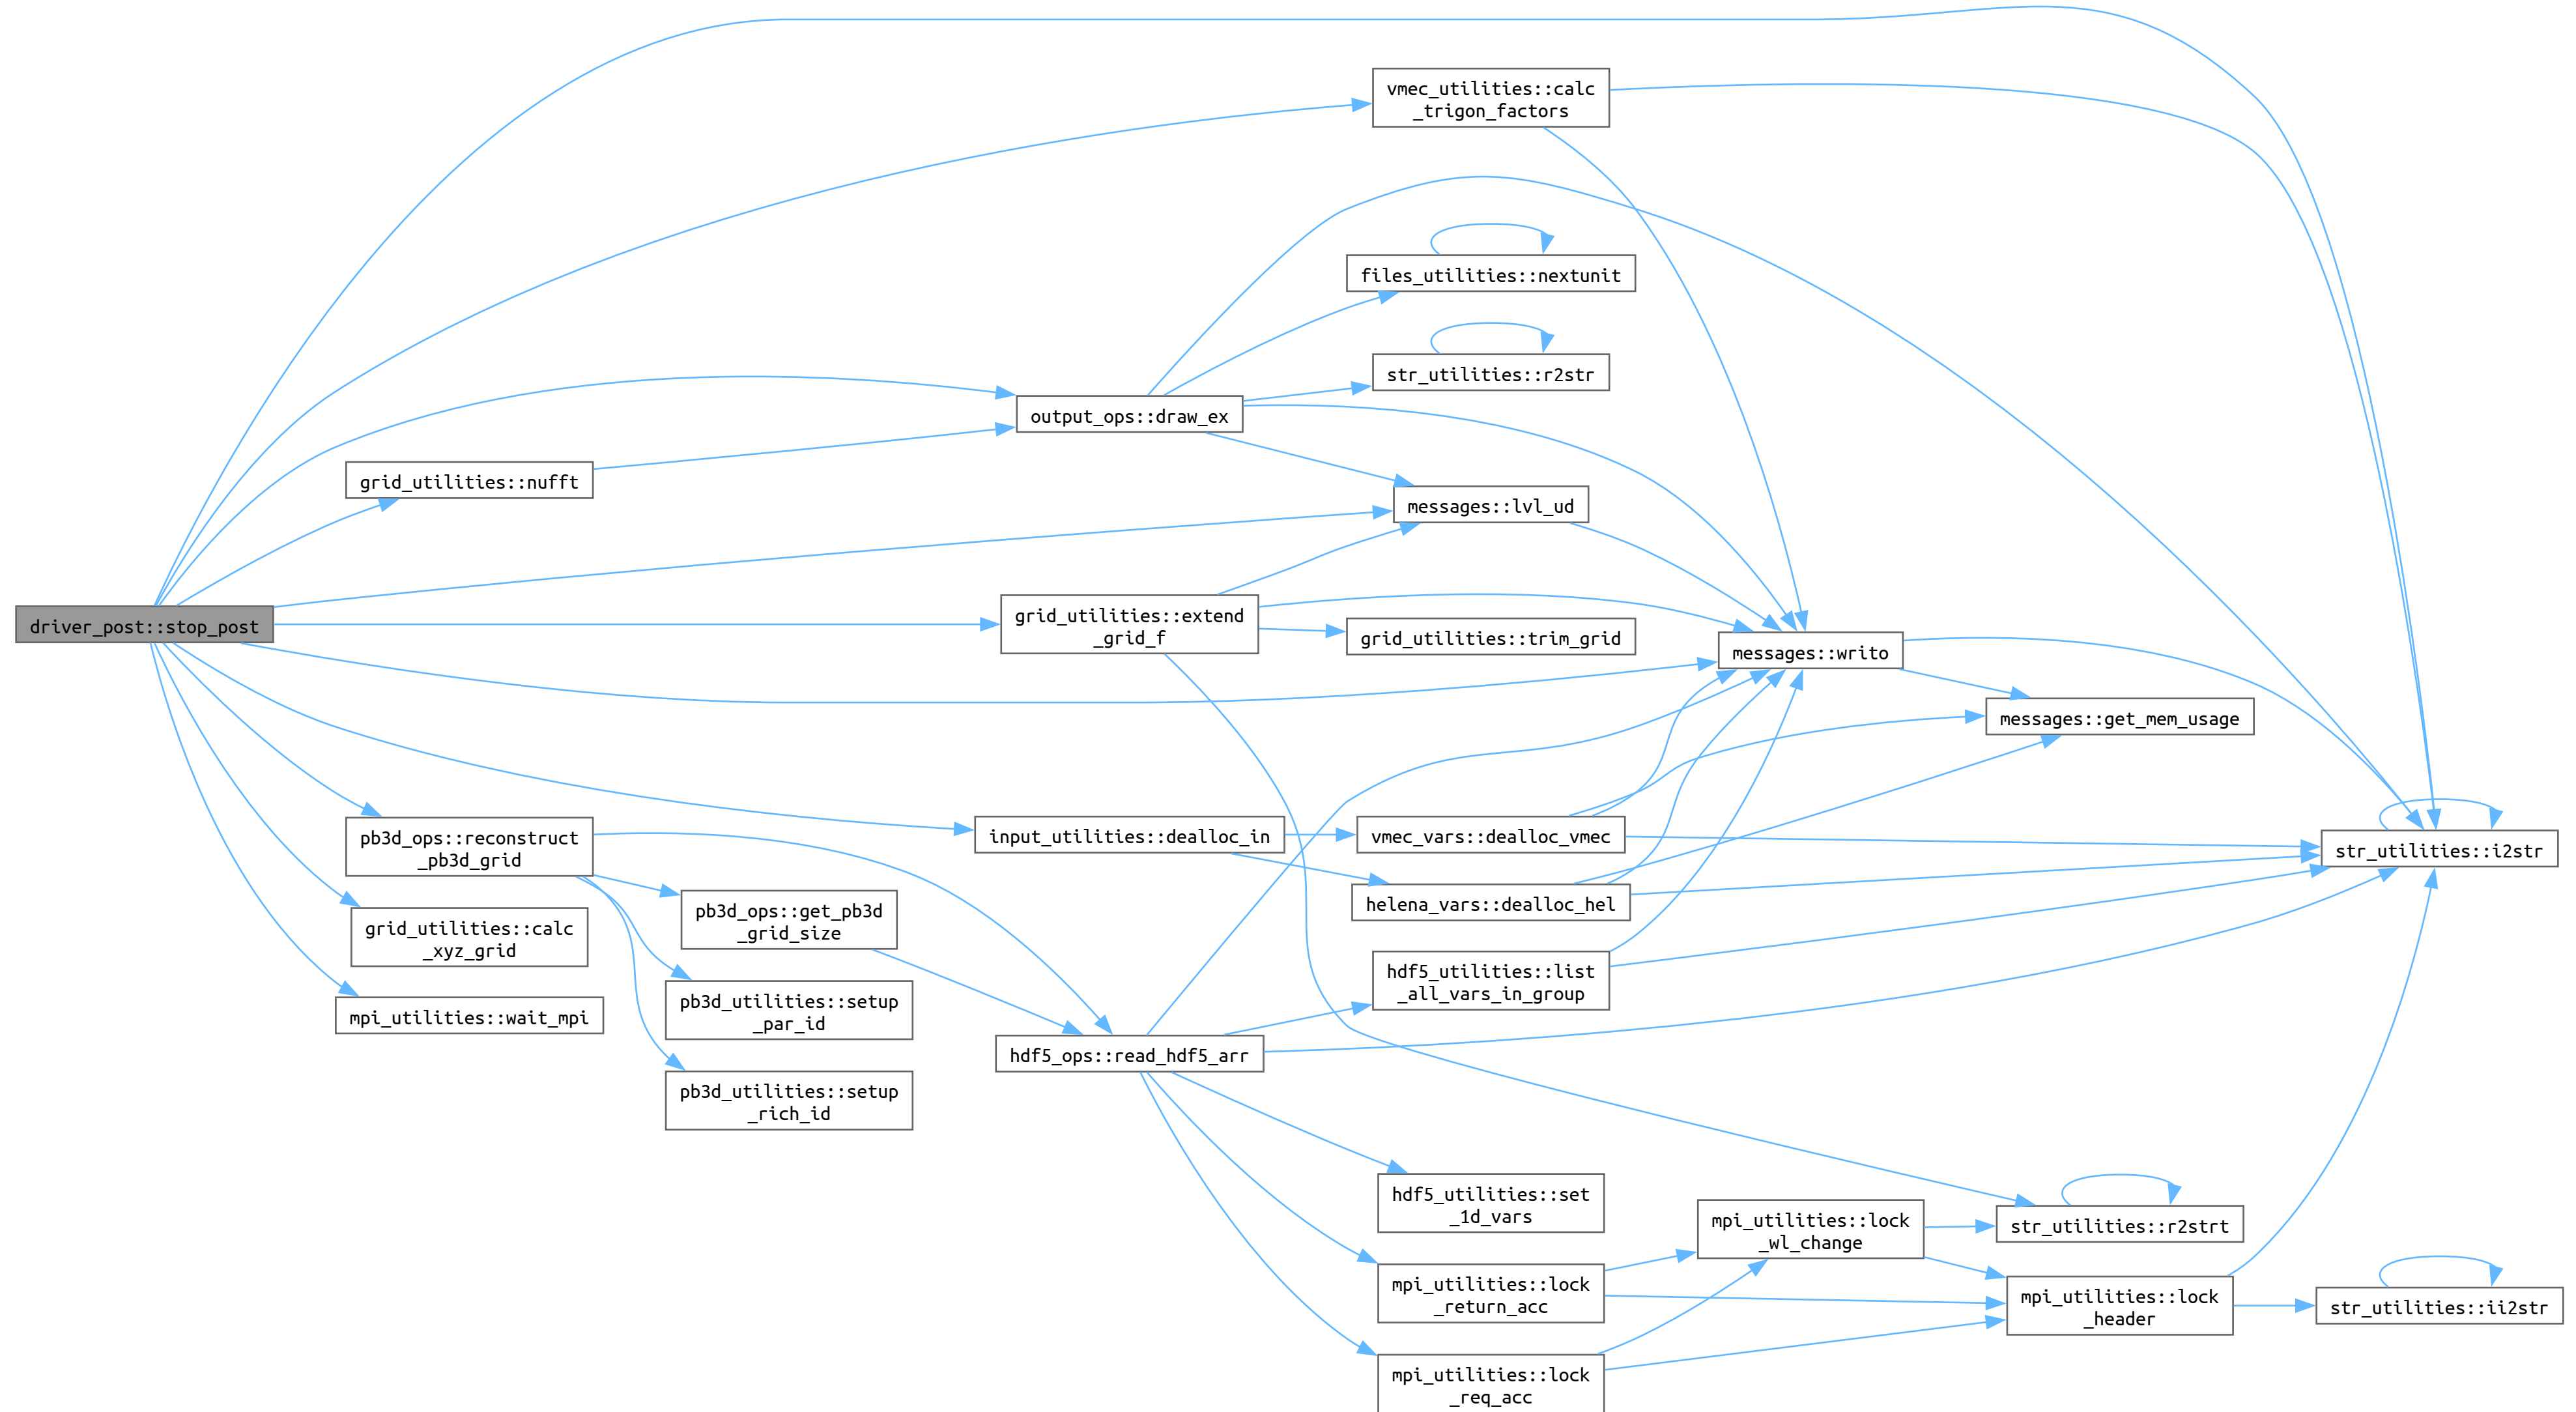 vmec_utilities::calc
_trigon_factors
files_utilities::nextunit
str_utilities::r2str
output_ops::draw_ex
grid_utilities::nufft
messages::lvl_ud
driver_post::stop_post
grid_utilities::extend
_grid_f
grid_utilities::trim_grid
messages::writo
messages::get_mem_usage
pb3d_ops::reconstruct
_pb3d_grid
input_utilities::dealloc_in
vmec_vars::dealloc_vmec
str_utilities::i2str
helena_vars::dealloc_hel
pb3d_ops::get_pb3d
_grid_size
grid_utilities::calc
_xyz_grid
hdf5_utilities::list
_all_vars_in_group
pb3d_utilities::setup
_par_id
mpi_utilities::wait_mpi
hdf5_ops::read_hdf5_arr
pb3d_utilities::setup
_rich_id
hdf5_utilities::set
_1d_vars
mpi_utilities::lock
_wl_change
str_utilities::r2strt
mpi_utilities::lock
_return_acc
mpi_utilities::lock
_header
str_utilities::ii2str
mpi_utilities::lock
_req_acc